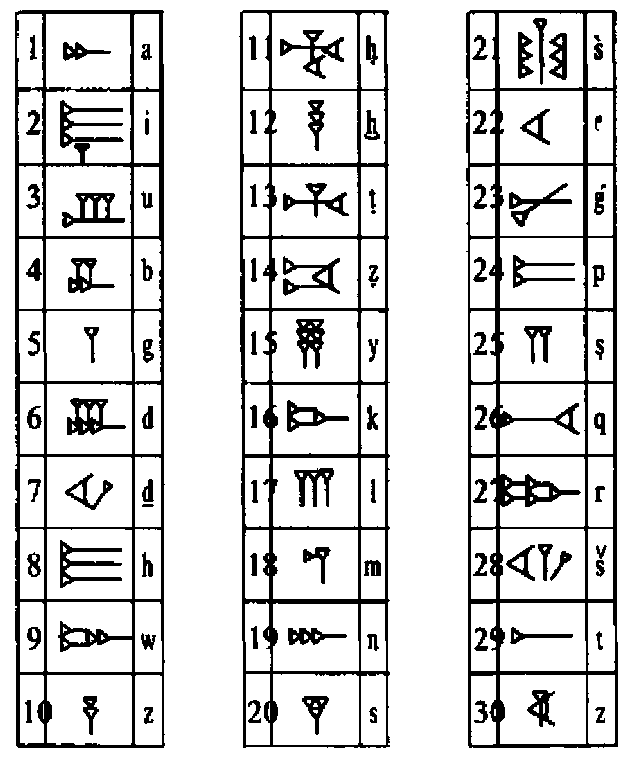 1 𐎀 a
2 𐎛 i
3 𐎜 u
4 𐎁 b
5 𐎂 g
6 𐎄 d
7 𐎏 ḏ
8 𐎅 h
9 𐎆 w
10 𐎇 z
11 𐎈 ḥ
12 𐎃 ẖ
13 𐎉 ṭ
14 𐎑 ẓ
15 𐎊 y
16 𐎋 k
17 𐎍 l
18 𐎎 m
19 𐎐 n
20 𐎒 s
21 𐎝 s̀
22 𐎓 ʿ
23 𐎙 ǵ
24 𐎔 p
25 𐎕 ṣ
26 𐎖 q
27 𐎗 r
28 𐎌 š
29 𐎚 t
30 𐎘 z